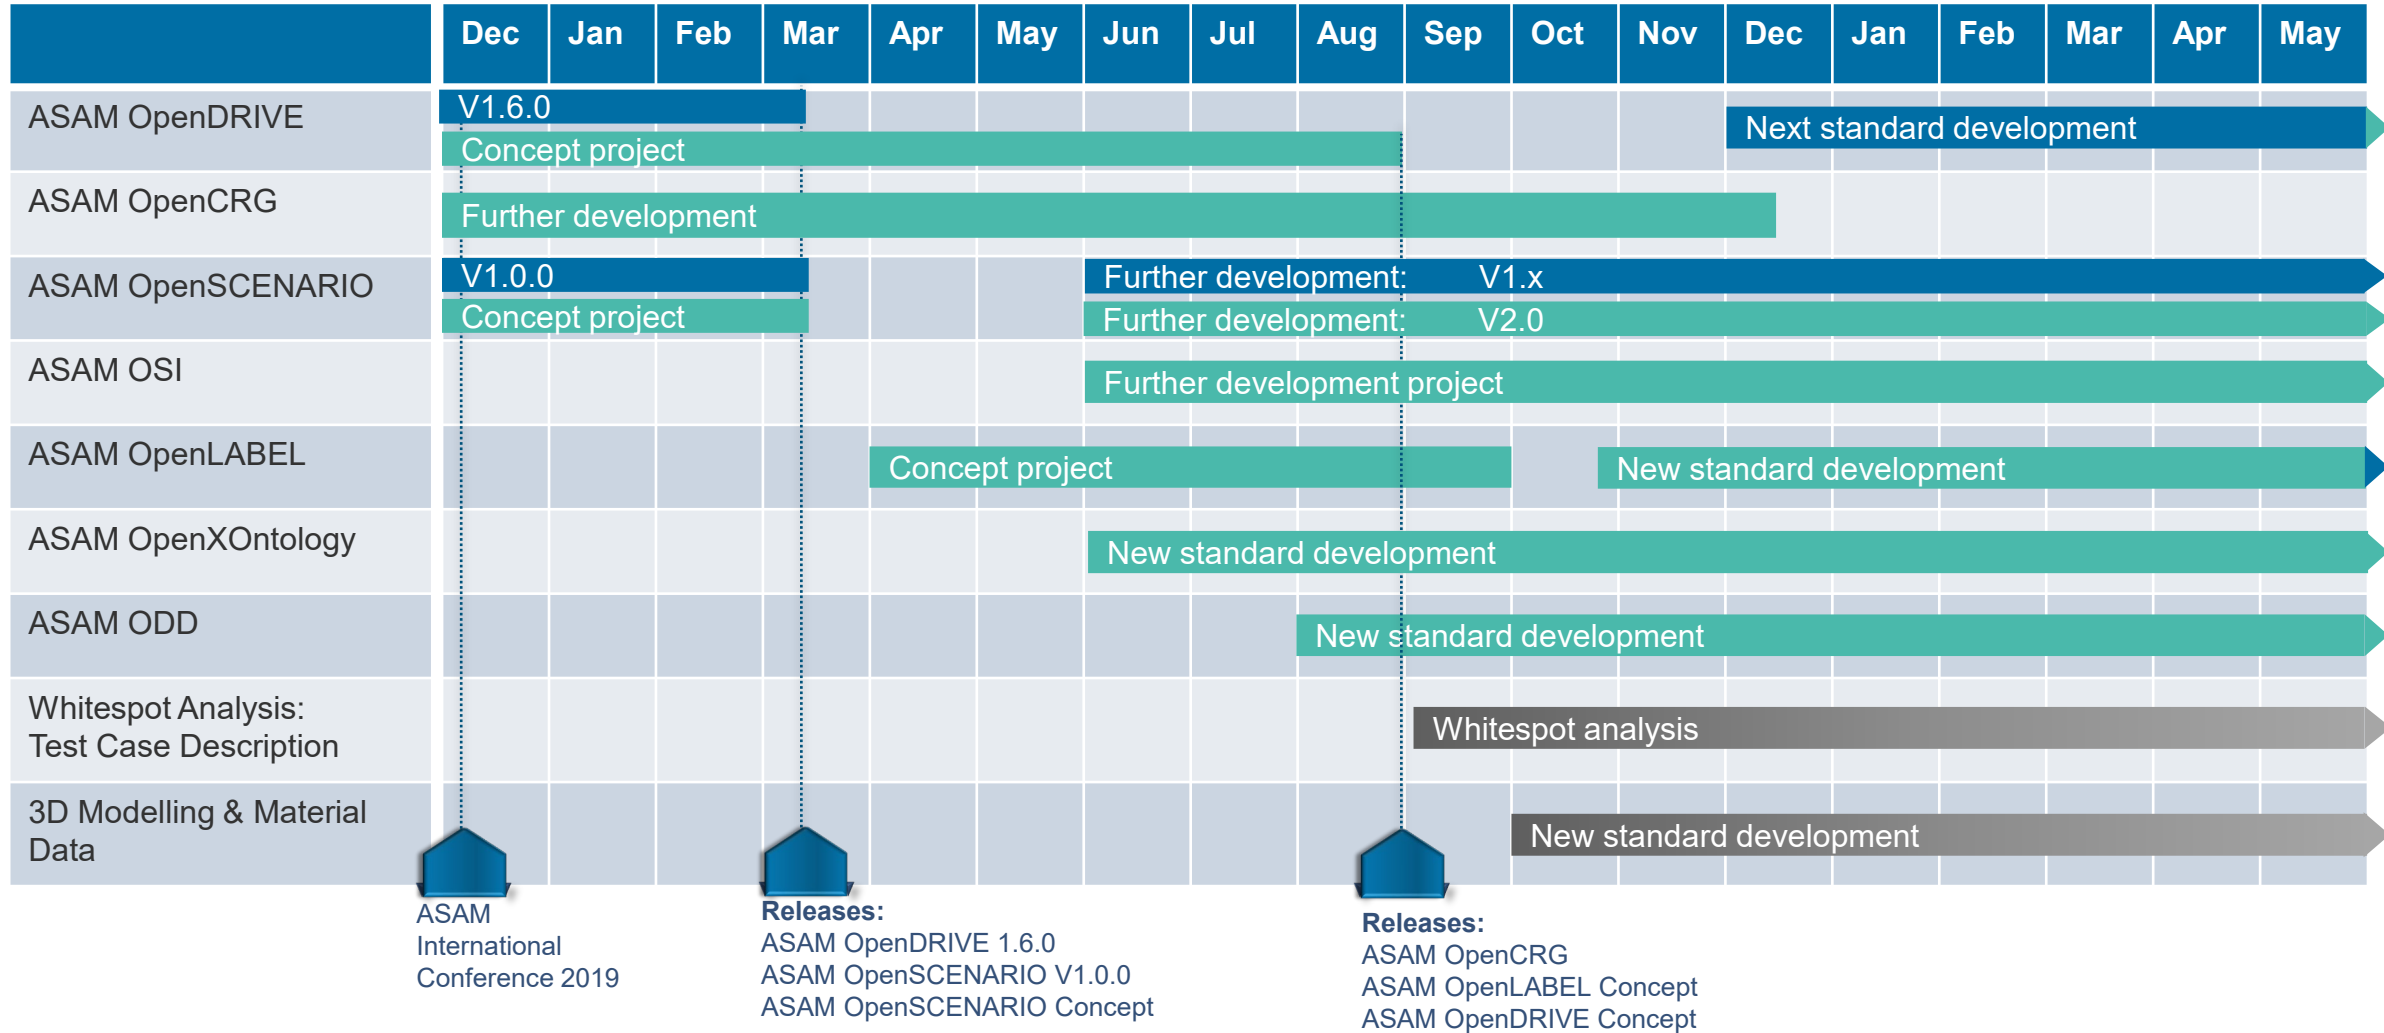 Dec Jan Feb Mar Apr May Jun Jul Aug Sep Oct Nov Dec Jan Feb Mar Apr May
ASAM OpenDRIVE
V1.6.0
Concept project
Next standard development
ASAM OpenCRG
Further development
ASAM OpenSCENARIO
V1.0.0
Concept project
Further development: V1.x
Further development: V2.0
ASAM OSI
Further development project
ASAM OpenLABEL
Concept project
New standard development
ASAM OpenXOntology
New standard development
ASAM ODD
New standard development
Whitespot Analysis:
Test Case Description
Whitespot analysis
3D Modelling & Material
Data
New standard development
ASAM
International
Conference 2019
Releases:
ASAM OpenDRIVE 1.6.0
ASAM OpenSCENARIO V1.0.0
ASAM OpenSCENARIO Concept
Releases:
ASAM OpenCRG
ASAM OpenLABEL Concept
ASAM OpenDRIVE Concept